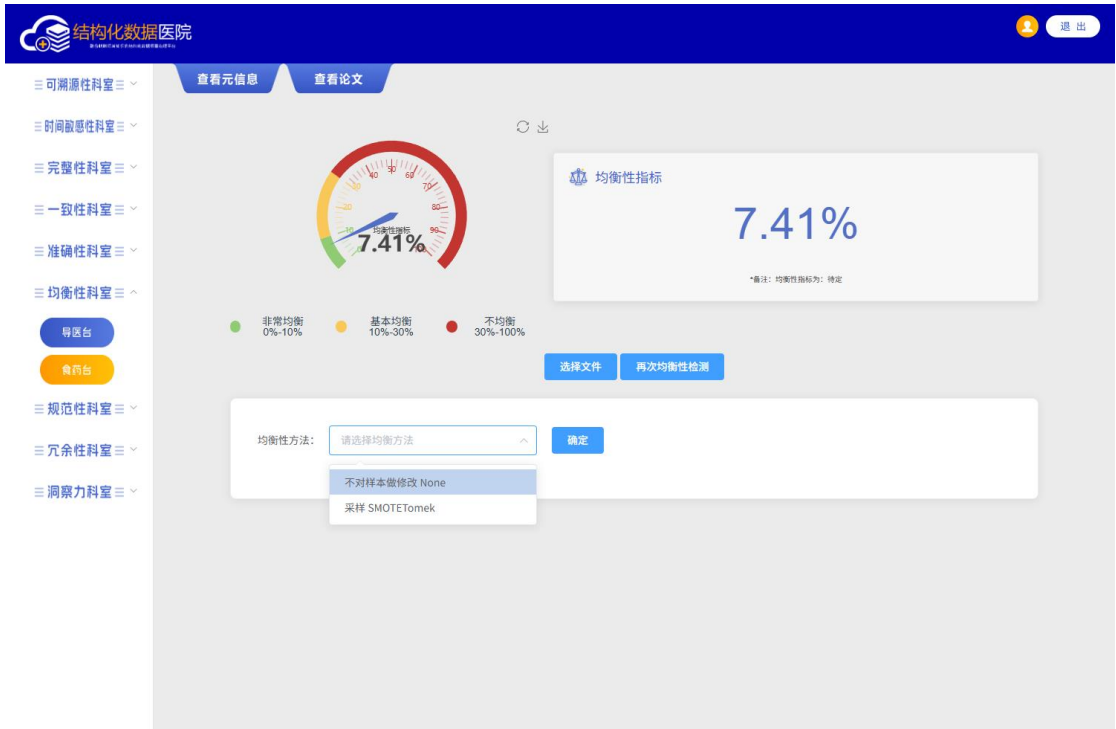 结构化数据医院
退 出
可溯源性科室
时间敏感性科室
完整性科室
一致性科室
准确性科室
均衡性科室
导医台
食药台
规范性科室
冗余性科室
洞察力科室
查看元信息
查看论文
10
20
30
40
50
60
70
80
90
均衡性指标
7.41%
非常均衡
0%-10%
基本均衡
10%-30%
不均衡
30%-100%
均衡性指标
7.41%
*备注：均衡性指标为：待定
选择文件
再次均衡性检测
均衡性方法：
请选择均衡方法
确定
不对样本做修改 None
采样 SMOTETomek